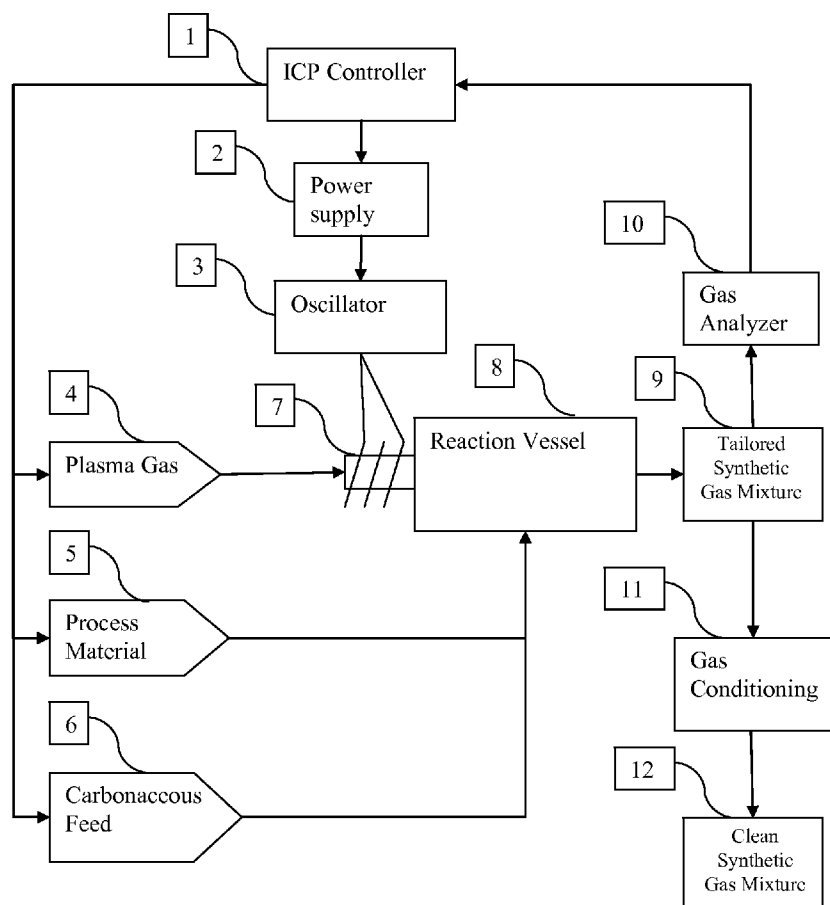 1
ICP Controller
2
Power
supply
3
Oscillator
4
Plasma Gas
5
Process
Material
6
Carbonaceous
Feed
7
8
Reaction Vessel
9
Tailored
Synthetic
Gas Mixture
10
Gas
Analyzer
11
Gas
Conditioning
12
Clean
Synthetic
Gas Mixture